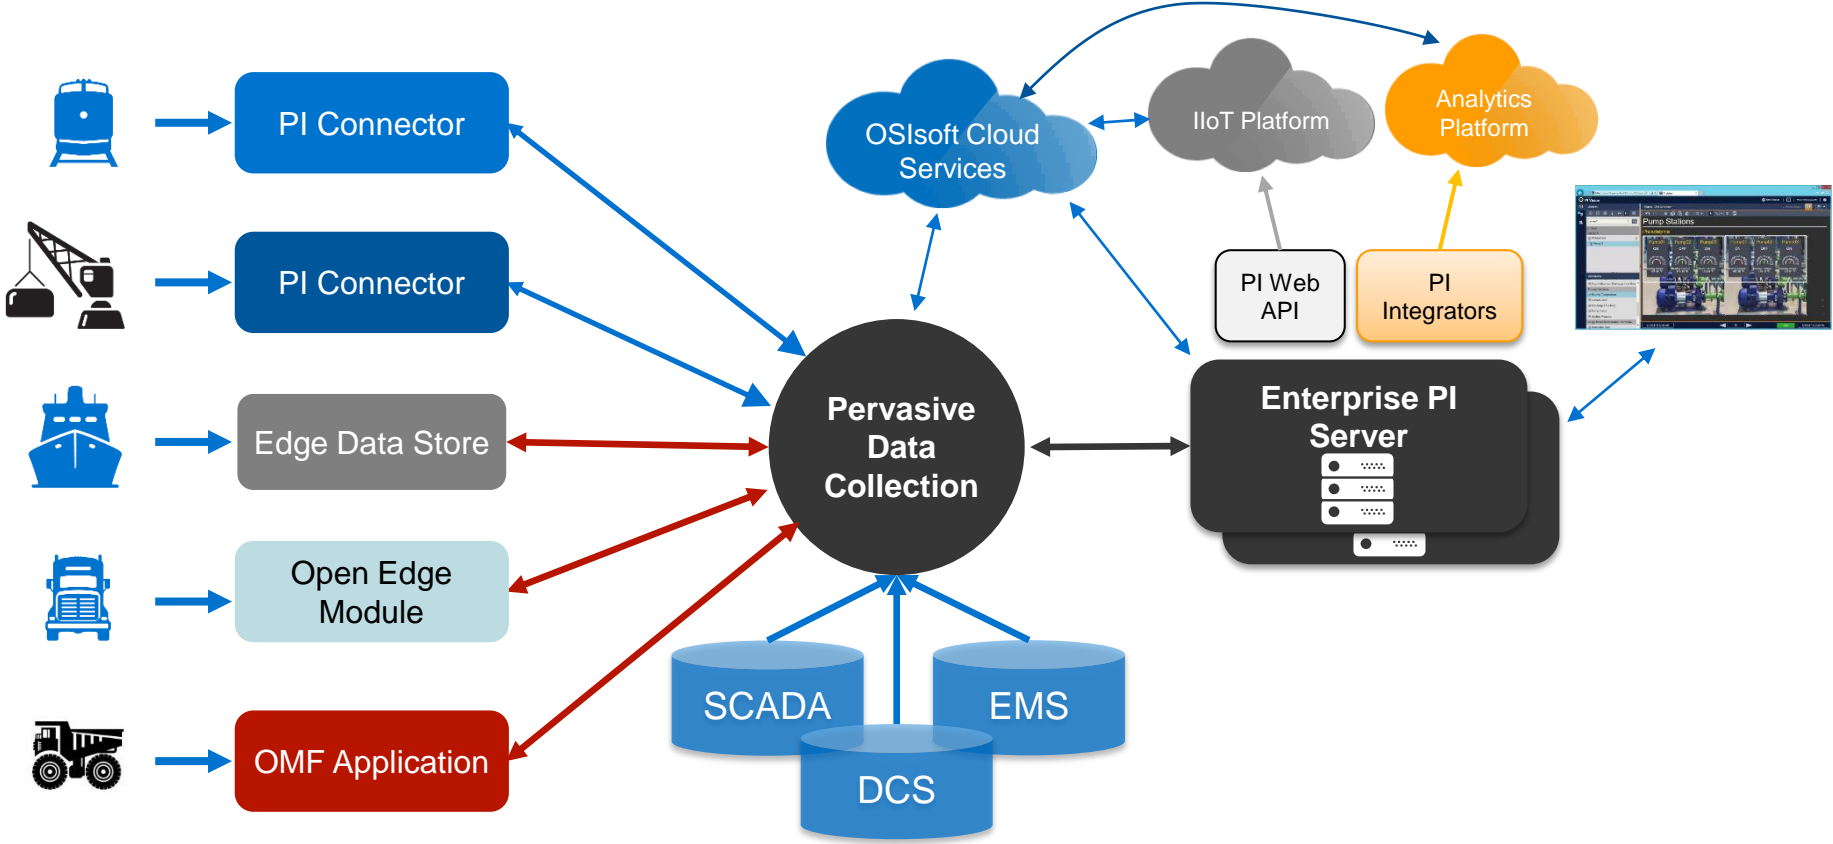 PI Connector
PI Connector
Edge Data Store
Open Edge
Module
OMF Application
Pervasive
Data
Collection
SCADA
EMS
DCS
OSIsoft Cloud
Services
IIoT Platform
Analytics
Platform
PI Web
API
PI
Integrators
Enterprise PI
Server
Pump Stations